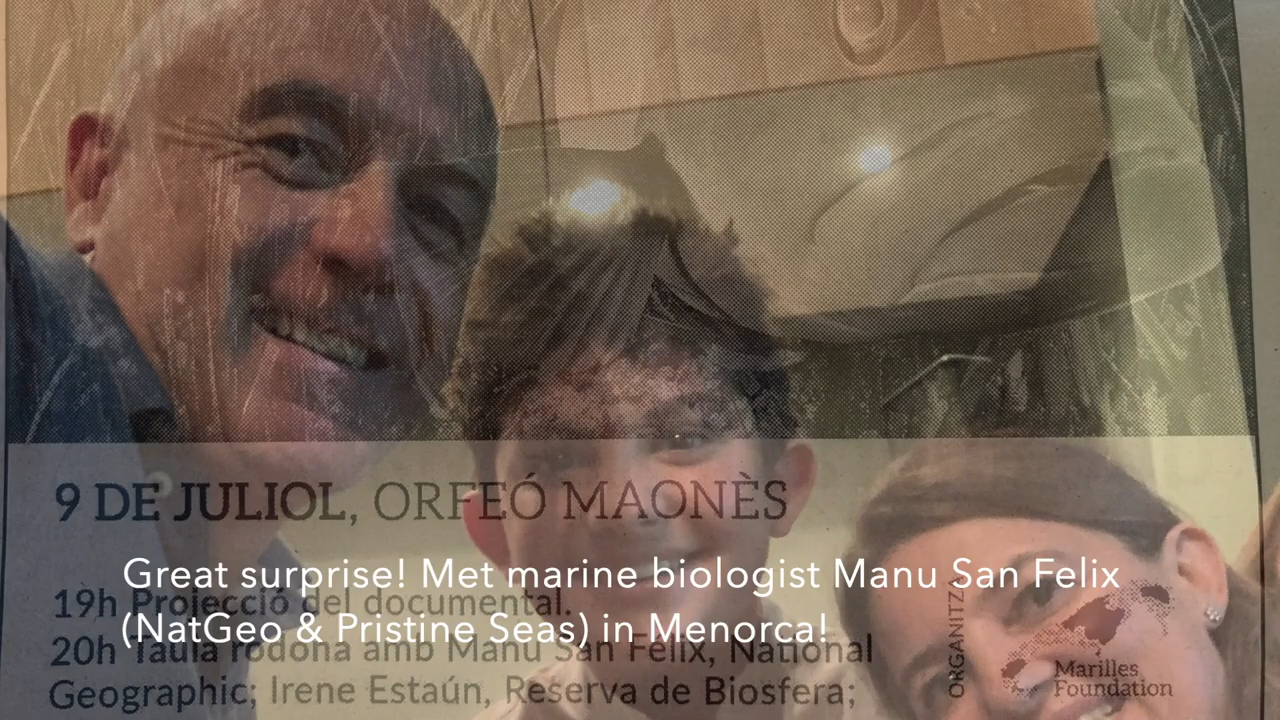 9 DE JULIOL, ORFEÓ MAONÈS
Great surprise! Met marine biologist Manu San Felix
(NatGeo & Pristine Seas) in Menorca!
19h Projecció del documental.
20h Taula rodona amb Manu San Félix, National
Geographic; Irene Estaún, Reserva de Biosfera;
ORGANITZA
Marilles
Foundation